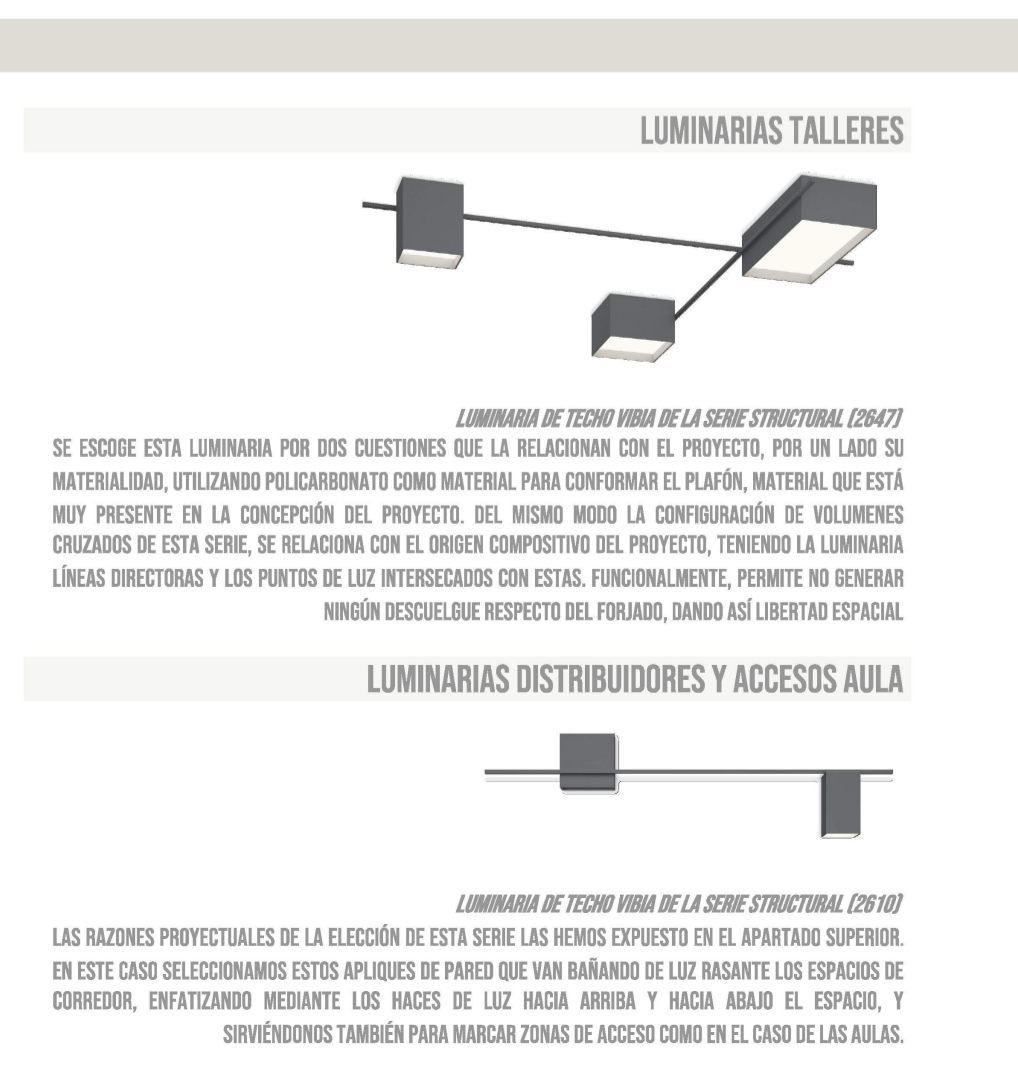 LUMINARIAS TALLERES
LUMINARIA DE TECHO VIBIA DE LA SERIE STRUCTURAL (2647)
SE ESCOGE ESTA LUMINARIA POR DOS CUESTIONES QUE LA RELACIONAN CON EL PROYECTO, POR UN LADO SU
MATERIALIDAD, UTILIZANDO POLICARBONATO COMO MATERIAL PARA CONFORMAR EL PLAFÓN, MATERIAL QUE ESTÁ
MUY PRESENTE EN LA CONCEPCIÓN DEL PROYECTO. DEL MISMO MODO LA CONFIGURACIÓN DE VOLUMENES
CRUZADOS DE ESTA SERIE, SE RELACIONA CON EL ORIGEN COMPOSITIVO DEL PROYECTO, TENIENDO LA LUMINARIA
LÍNEAS DIRECTORAS Y LOS PUNTOS DE LUZ INTERSECADOS CON ESTAS. FUNCIONALMENTE, PERMITE NO GENERAR
NINGÚN DESCUELGUE RESPECTO DEL FORJADO, DANDO ASÍ LIBERTAD ESPACIAL
LUMINARIAS DISTRIBUIDORES Y ACCESOS AULA
LUMINARIA DE TECHO VIBIA DE LA SERIE STRUCTURAL (2610)
LAS RAZONES PROYECTUALES DE LA ELECCIÓN DE ESTA SERIE LAS HEMOS EXPUESTO EN EL APARTADO SUPERIOR.
EN ESTE CASO SELECCIONAMOS ESTOS APLIQUES DE PARED QUE VAN BAÑANDO DE LUZ RASANTE LOS ESPACIOS DE
CORREDOR, ENFATIZANDO MEDIANTE LOS HACES DE LUZ HACIA ARRIBA Y HACIA ABAJO EL ESPACIO, Y
SIRVIÉNDONOS TAMBIÉN PARA MARCAR ZONAS DE ACCESO COMO EN EL CASO DE LAS AULAS.